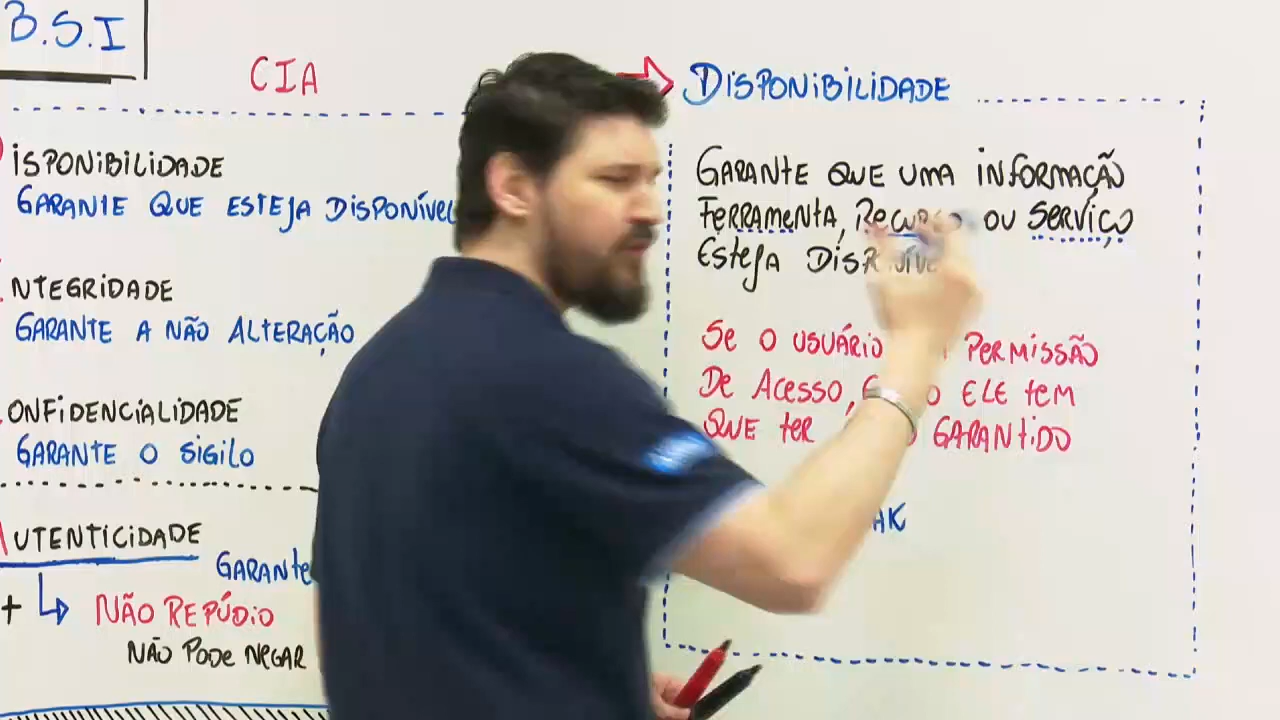 B.S.I
CIA
ISPONIBILIDADE
GARANTE QUE ESTEJA DISPONÍVEL
NTEGRIDADE
GARANTE A NÃO ALTERAÇÃO
ONFIDENCIALIDADE
GARANTE O SIGILO
AUTENTICIDADE
GARANTE
+ NÃO REPÚDIO
NÃO PODE NEGAR
DISPONIBILIDADE
GARANTE QUE UMA INFORMAÇÃO
FERRAMENTA, RECURSO OU SERVIÇO
ESTEJA
SE O USUÁRIO PERMISSÃO
DE ACESSO, ELE TEM
QUE TER GARANTIDO